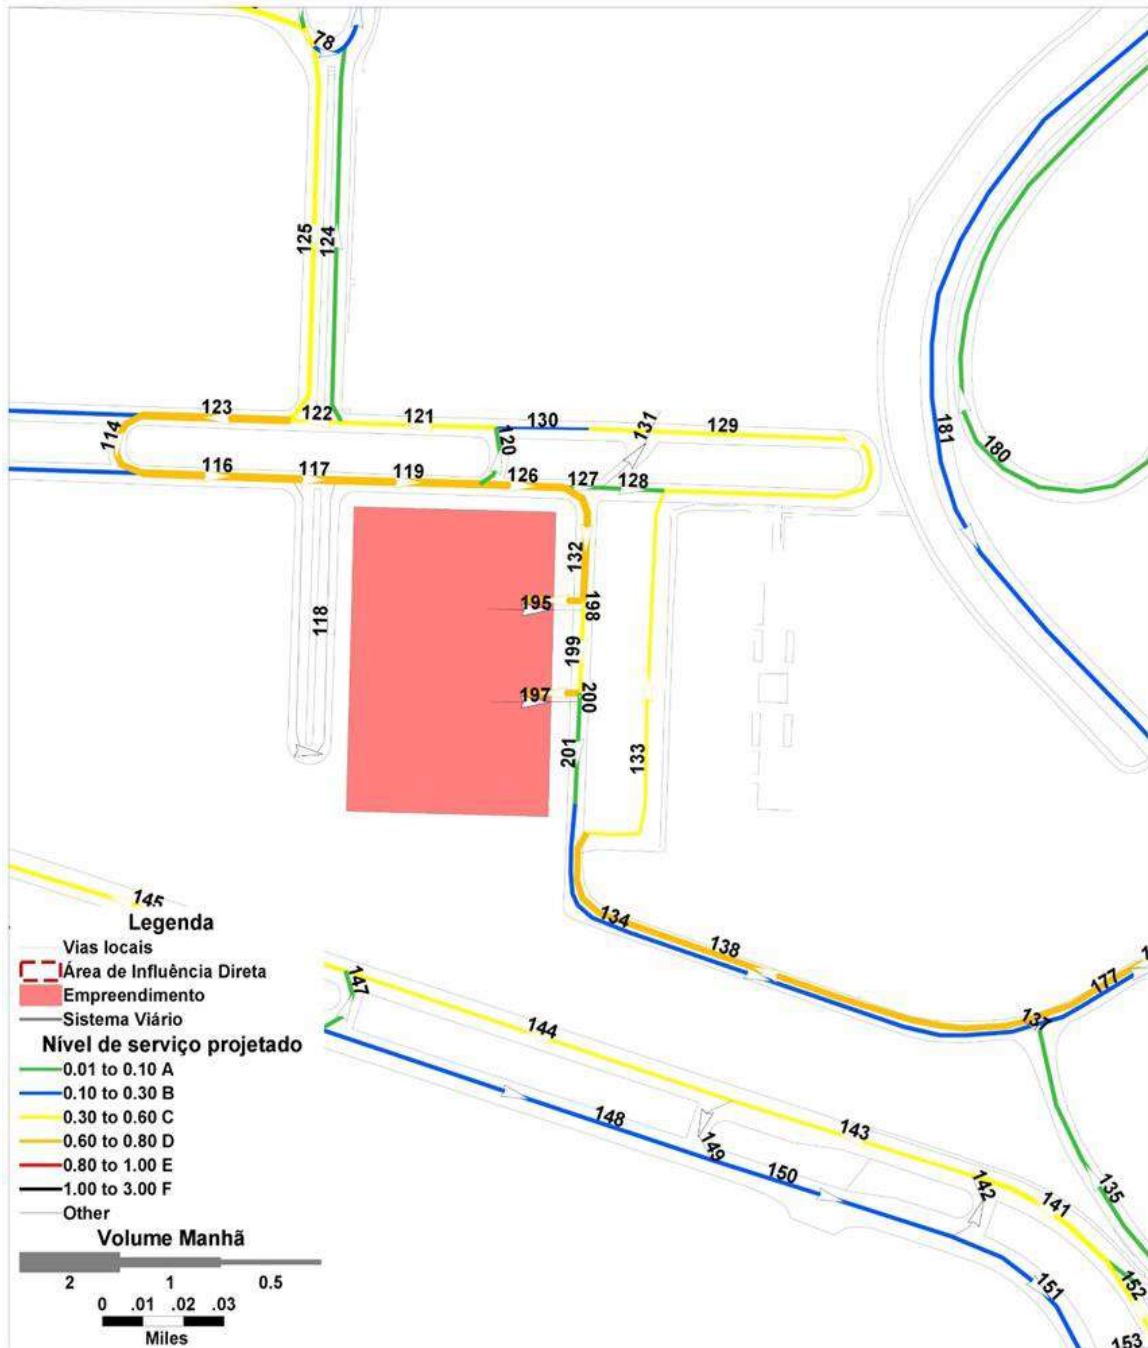 78
125
124
123
122
121
130
131
129
114
120
116
117
119
126
127
128
181
180
132
118
195
198
199
197
200
201
133
145
134
138
177
137
147
144
148
143
149
150
142
141
135
151
152
153
Legenda
Vias locais
Área de Influência Direta
Empreendimento
Sistema Viário
Nível de serviço projetado
0.01 to 0.10 A
0.10 to 0.30 B
0.30 to 0.60 C
0.60 to 0.80 D
0.80 to 1.00 E
1.00 to 3.00 F
Other
Volume Manhã
2 1 0.5
0 .01 .02 .03
Miles